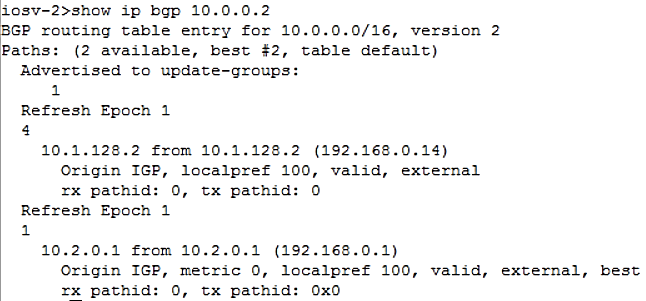 iosv-2>show ip bgp 10.0.0.2
BGP routing table entry for 10.0.0.0/16, version 2
Paths: (2 available, best #2, table default)
  Advertised to update-groups:
     1
  Refresh Epoch 1
  4
    10.1.128.2 from 10.1.128.2 (192.168.0.14)
      Origin IGP, localpref 100, valid, external
      rx pathid: 0, tx pathid: 0
  Refresh Epoch 1
  1
    10.2.0.1 from 10.2.0.1 (192.168.0.1)
      Origin IGP, metric 0, localpref 100, valid, external, best
      rx pathid: 0, tx pathid: 0x0